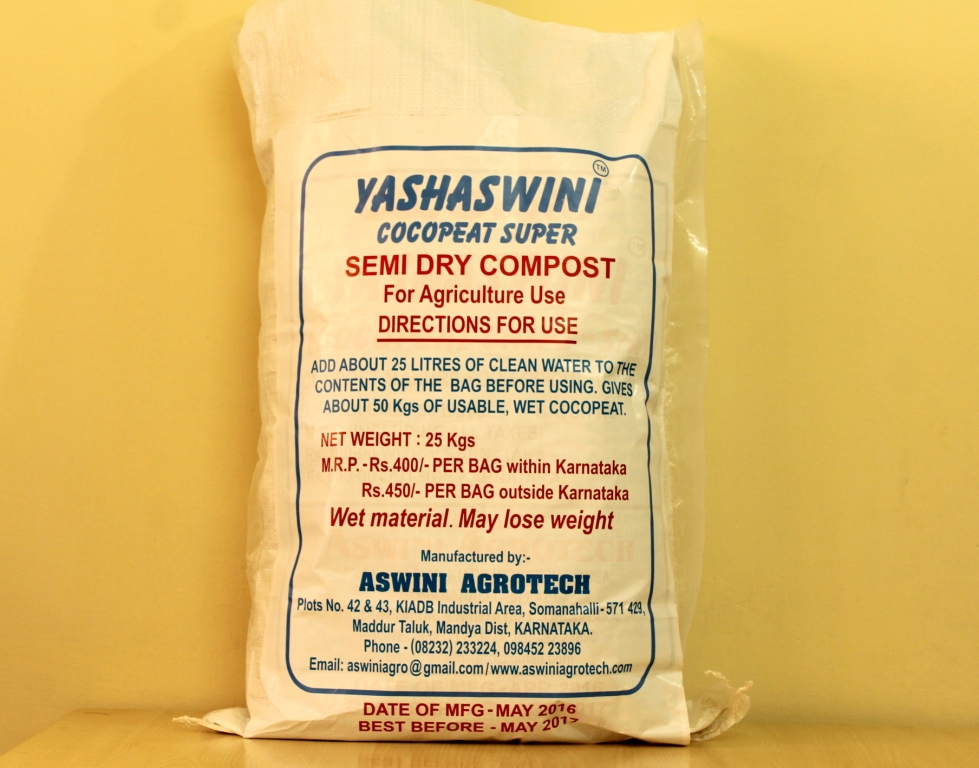 YASHASWINI TM
COCOPEAT SUPER
SEMI DRY COMPOST
For Agriculture Use
DIRECTIONS FOR USE
ADD ABOUT 25 LITRES OF CLEAN WATER TO THE
CONTENTS OF THE BAG BEFORE USING. GIVES
ABOUT 50 Kgs OF USABLE, WET COCOPEAT.
NET WEIGHT : 25 Kgs
M.R.P. - Rs.400/- PER BAG within Karnataka
Rs.450/- PER BAG outside Karnataka
Wet material. May lose weight
Manufactured by:-
ASWINI AGROTECH
Plots No. 42 & 43, KIADB Industrial Area, Somanahalli - 571 429,
Maddur Taluk, Mandya Dist, KARNATAKA.
Phone - (08232) 233224, 098452 23896
Email: aswiniagro@gmail.com / www.aswiniagrotech.com
DATE OF MFG - MAY 2016
BEST BEFORE - MAY